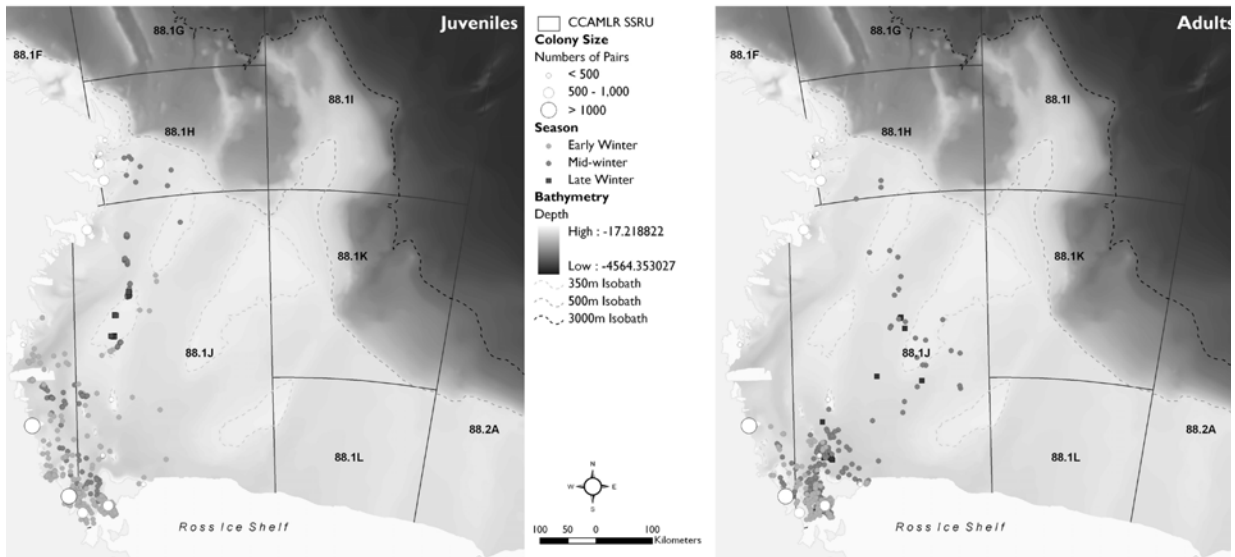 Juveniles
88.1G
88.1F
88.1I
88.1H
88.1K
88.1J
88.2A
88.1L
Ross Ice Shelf
CCAMLR SSRU
Colony Size
Numbers of Pairs
< 500
500 - 1,000
> 1000
Season
Early Winter
Mid-winter
Late Winter
Bathymetry
Depth
High : -17.218822
Low : -4564.353027
350m Isobath
500m Isobath
3000m Isobath
N
W E
S
100 50 0 100
Kilometers
Adults
88.1G
88.1F
88.1I
88.1H
88.1K
88.1J
88.2A
88.1L
Ross Ice Shelf